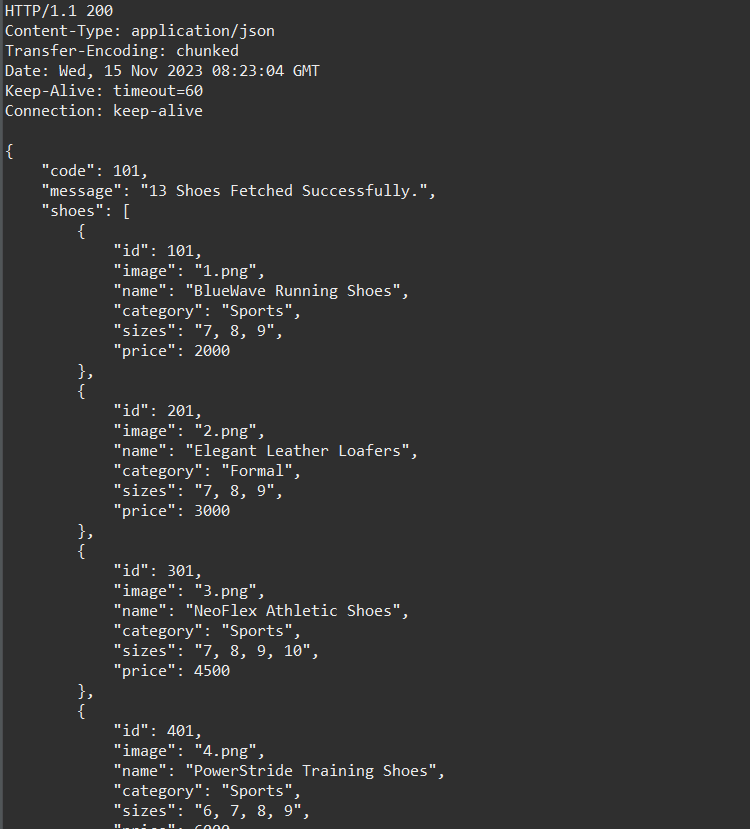 HTTP/1.1 200
Content-Type: application/json
Transfer-Encoding: chunked
Date: Wed, 15 Nov 2023 08:23:04 GMT
Keep-Alive: timeout=60
Connection: keep-alive

{
    "code": 101,
    "message": "13 Shoes Fetched Successfully.",
    "shoes": [
        {
            "id": 101,
            "image": "1.png",
            "name": "BlueWave Running Shoes",
            "category": "Sports",
            "sizes": "7, 8, 9",
            "price": 2000
        },
        {
            "id": 201,
            "image": "2.png",
            "name": "Elegant Leather Loafers",
            "category": "Formal",
            "sizes": "7, 8, 9",
            "price": 3000
        },
        {
            "id": 301,
            "image": "3.png",
            "name": "NeoFlex Athletic Shoes",
            "category": "Sports",
            "sizes": "7, 8, 9, 10",
            "price": 4500
        },
        {
            "id": 401,
            "image": "4.png",
            "name": "PowerStride Training Shoes",
            "category": "Sports",
            "sizes": "6, 7, 8, 9",